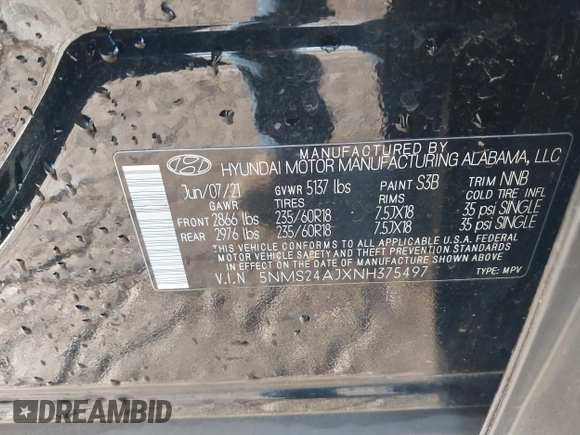 MANUFACTURED BY
HYUNDAI MOTOR MANUFACTURING ALABAMA, LLC
Jun/07/21 GVWR 5137 lbs PAINT S3B TRIM NNB
GAWR TIRES RIMS COLD TIRE INFL
FRONT 2866 lbs 235/60R18 7.57X18 35 psi SINGLE
REAR 2976 lbs 235/60R18 7.57X18 35 psi SINGLE
THIS VEHICLE CONFORMS TO ALL APPLICABLE U.S.A. FEDERAL
MOTOR VEHICLE SAFETY AND THEFT PREVENTION STANDARDS
IN EFFECT ON THE DATE OF MANUFACTURE SHOWN ABOVE
V.I.N 5NMS24AJXNH375497 TYPE: MPV
DREAMBID